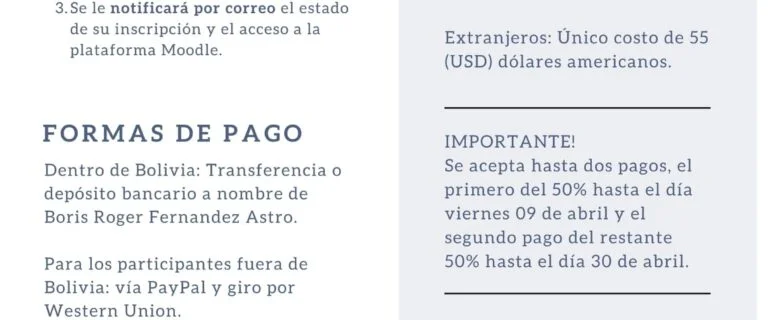 3. Se le notificará por correo el estado
de su inscripción y el acceso a la
plataforma Moodle.
FORMAS DE PAGO
Dentro de Bolivia: Transferencia o
depósito bancario a nombre de
Boris Roger Fernandez Astro.
Para los participantes fuera de
Bolivia: vía PayPal y giro por
Western Union.
Extranjeros: Único costo de 55
(USD) dólares americanos.
IMPORTANTE!
Se acepta hasta dos pagos, el
primero del 50% hasta el día
viernes 09 de abril y el
segundo pago del restante
50% hasta el día 30 de abril.